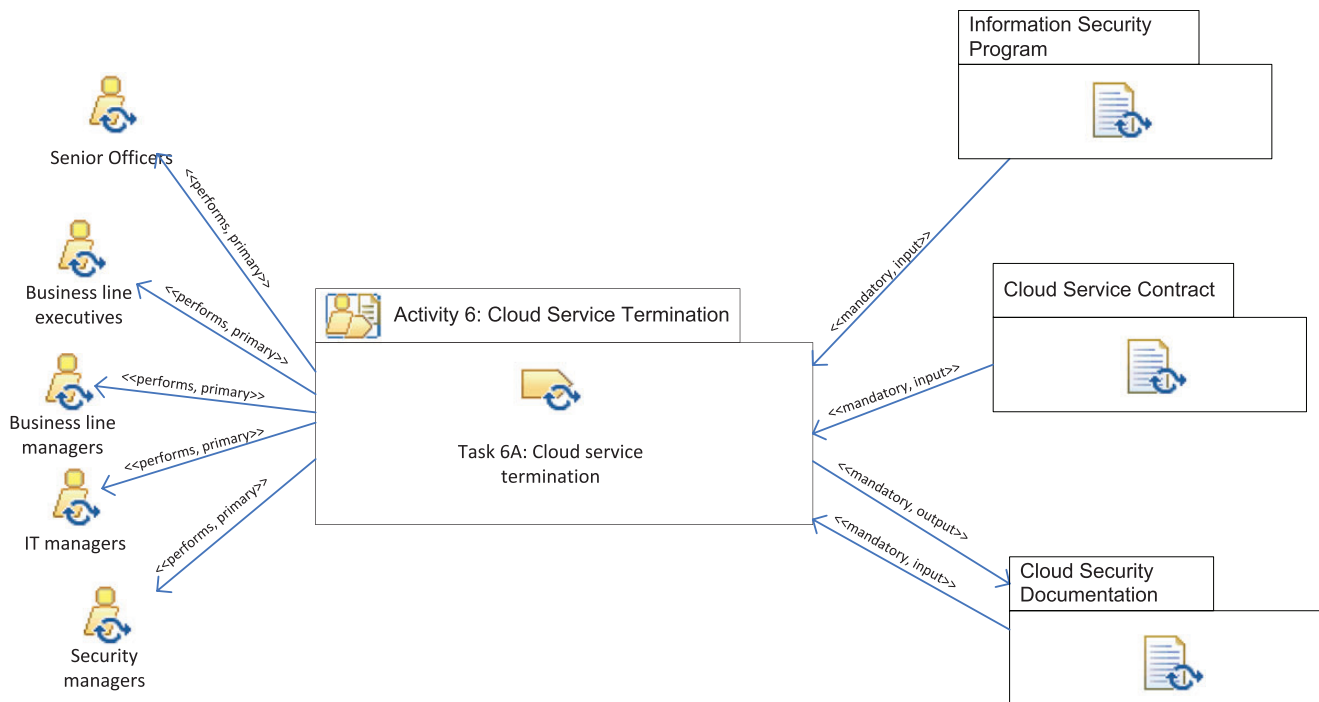 Senior Officers
<<performs, primary>>
Business line
executives
<<performs, primary>>
Business line
managers
<<performs, primary>>
IT managers
<<performs, primary>>
Security
managers
<<performs, primary>>
Activity 6: Cloud Service Termination
Task 6A: Cloud service
termination
Information Security
Program
<<mandatory, input>>
Cloud Service Contract
<<mandatory, input>>
<<mandatory, output>>
<<mandatory, input>>
Cloud Security
Documentation